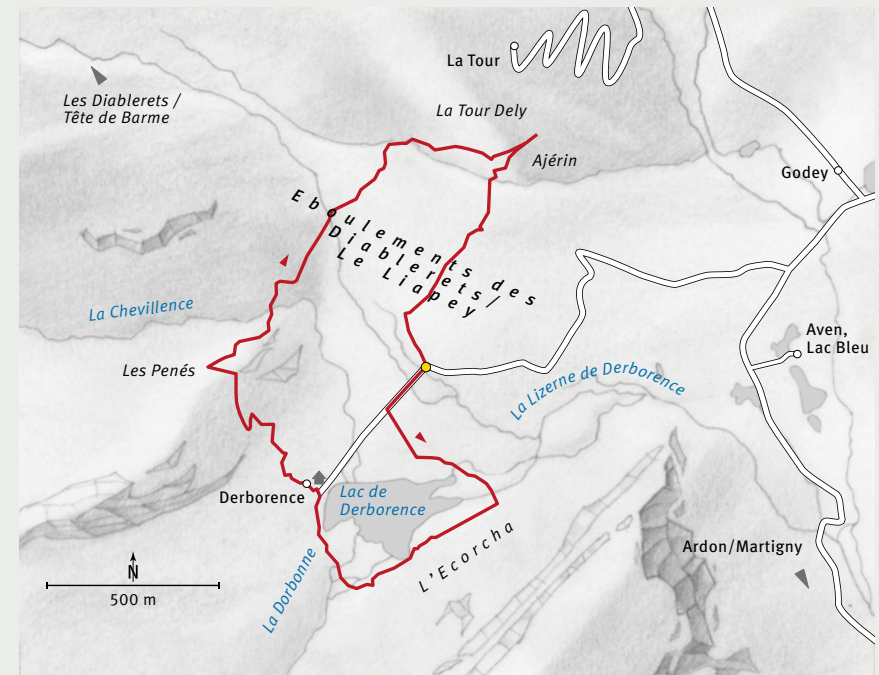 La Tour
Les Diablerets /
Tête de Barme
La Tour Dely
Ajérin
Godey
Eboulements des
Diablerets/
Le Liapey
La Chevillence
Aven,
Lac Bleu
Les Penés
La Lizerne de Derborence
Derborence
Lac de
Derborence
L'Ecorcha
Ardon/Martigny
La Dorbonne
N
500 m